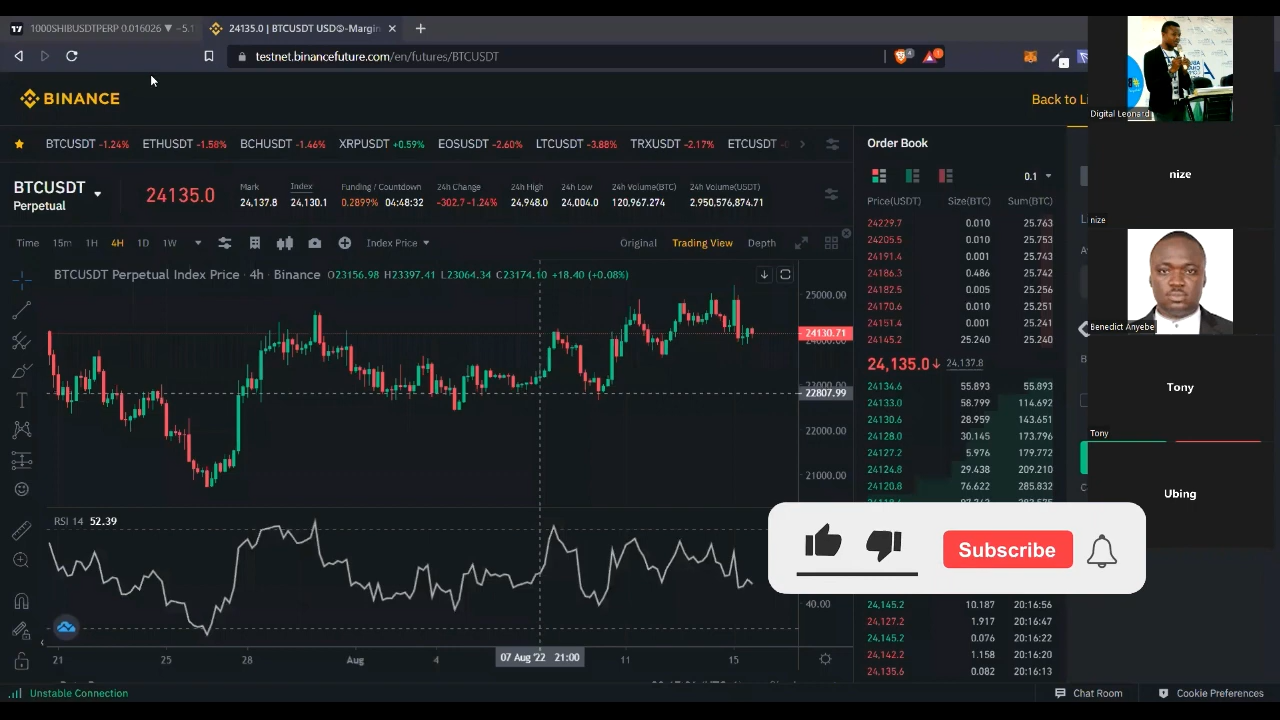 1000SHIBUSDTPERP 0.016026 ▼ −5.1
24135.0 | BTCUSDT USDⓈ-Margin
testnet.binancefuture.com/en/futures/BTCUSDT
BINANCE
Back to Li
BTCUSDT -1.24% ETHUSDT -1.58% BCHUSDT -1.46% XRPUSDT +0.59% EOSUSDT -2.60% LTCUSDT -3.88% TRXUSDT -2.17% ETCUSDT
BTCUSDT
Perpetual
24135.0
Mark
24,137.8
Index
24,130.1
Funding / Countdown
0.2899% 04:48:32
24h Change
-302.7 -1.24%
24h High
24,948.0
24h Low
24,004.0
24h Volume(BTC)
120,967.274
24h Volume(USDT)
2,950,576,874.71
Time 15m 1H 4H 1D 1W Index Price Original Trading View Depth
BTCUSDT Perpetual Index Price · 4h · Binance O23156.98 H23397.41 L23064.34 C23174.10 +18.40 (+0.08%)
25000.00
24130.71
24000.00
23000.00
22807.99
22000.00
21000.00
RSI 14 52.39
40.00
21 25 28 Aug 4 07 Aug '22 21:00 11 15
Order Book
0.1
Price(USDT) Size(BTC) Sum(BTC)
24229.7 0.010 25.763
24205.5 0.010 25.753
24191.4 0.001 25.743
24186.3 0.486 25.742
24182.5 0.005 25.256
24170.6 0.010 25.251
24151.4 0.001 25.241
24145.2 25.240 25.240
24,135.0↓ 24,137.8
24134.6 55.893 55.893
24133.0 58.799 114.692
24130.6 28.959 143.651
24128.0 30.145 173.796
24127.2 5.976 179.772
24124.8 29.438 209.210
24120.8 76.622 285.832
Subscribe
24,145.2 10.187 20:16:56
24,127.2 1.917 20:16:47
24,145.2 0.076 20:16:22
24,142.2 1.158 20:16:20
24,135.6 0.082 20:16:13
Digital Leonard
nize
nize
Benedict Anyebe
Tony
Tony
Ubing
Unstable Connection
Chat Room
Cookie Preferences